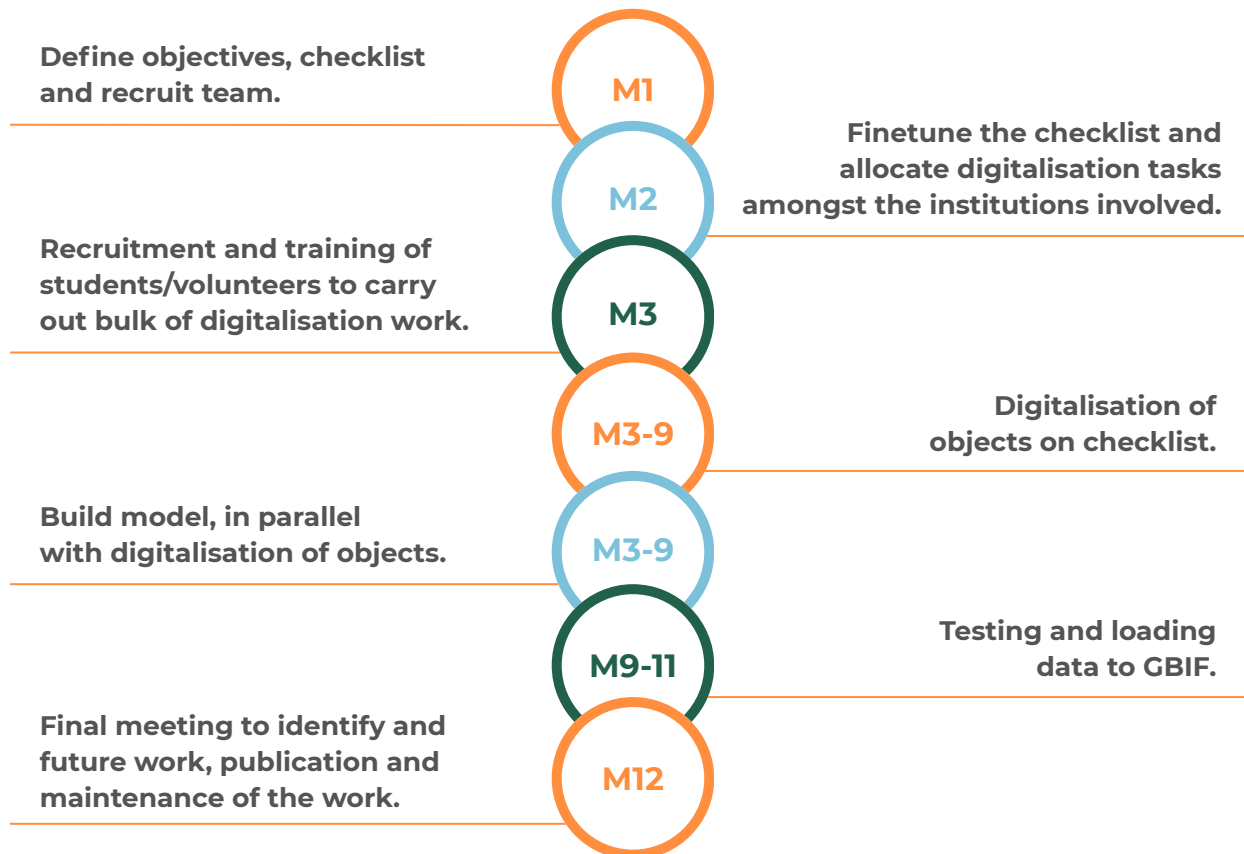 Define objectives, checklist
and recruit team.
M1
Finetune the checklist and
allocate digitalisation tasks
amongst the institutions involved.
M2
Recruitment and training of
students/volunteers to carry
out bulk of digitalisation work.
M3
Digitalisation of
objects on checklist.
M3-9
Build model, in parallel
with digitalisation of objects.
M3-9
Testing and loading
data to GBIF.
M9-11
Final meeting to identify and
future work, publication and
maintenance of the work.
M12